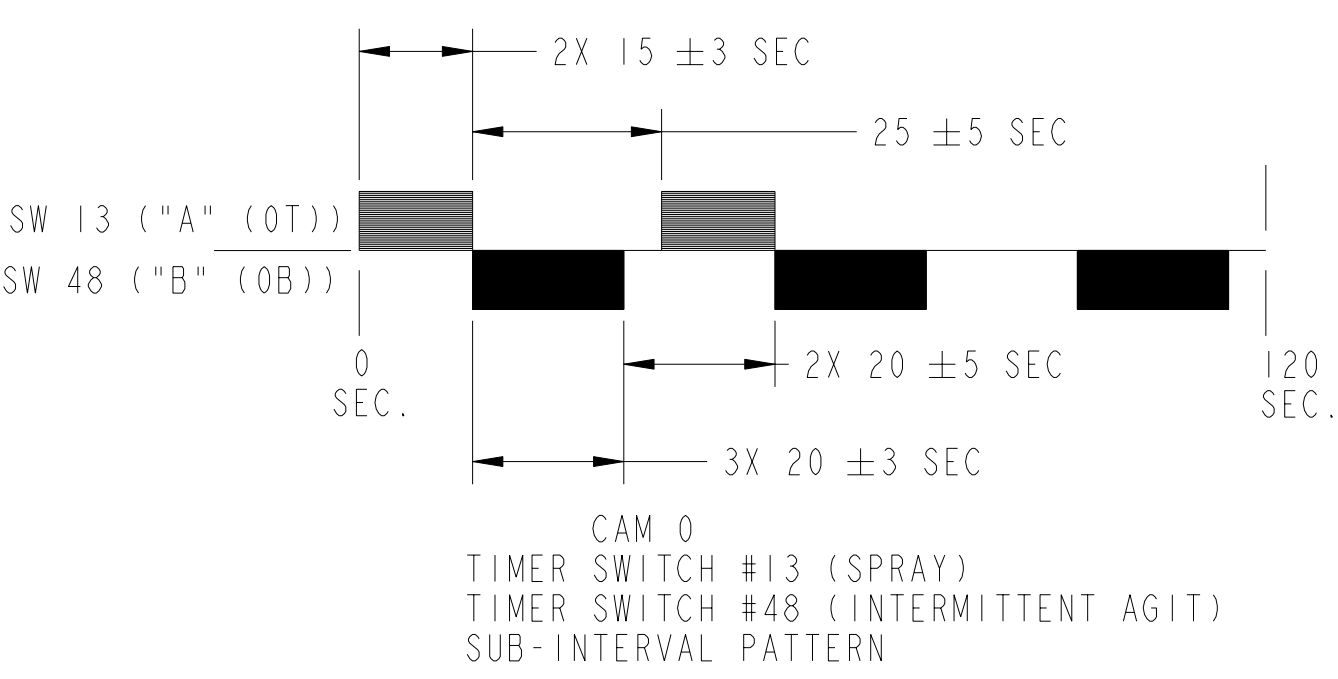 2X 15 ±3 SEC
25 ±5 SEC
SW 13 ("A" (OT))
SW 48 ("B" (OB))
0
SEC.
2X 20 ±5 SEC
120
SEC.
3X 20 ±3 SEC
CAM 0
TIMER SWITCH #13 (SPRAY)
TIMER SWITCH #48 (INTERMITTENT AGIT)
SUB-INTERVAL PATTERN